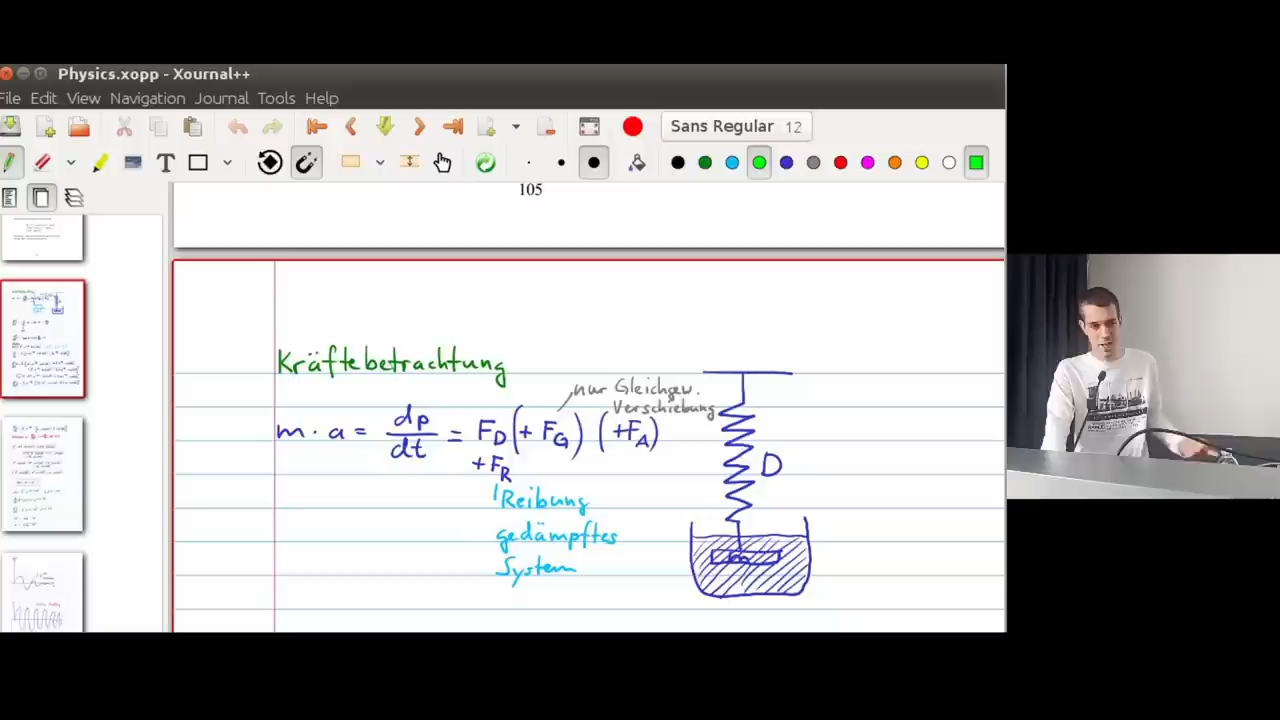 Physics.xopp - Xournal++
File Edit View Navigation Journal Tools Help
Sans Regular 12
T
105
Kräftebetrachtung
nur Gleichgew.
Verschiebung
m · a = dp/dt = F_D (+ F_G) (+F_A)
+ F_R
D
Reibung
gedämpftes
System